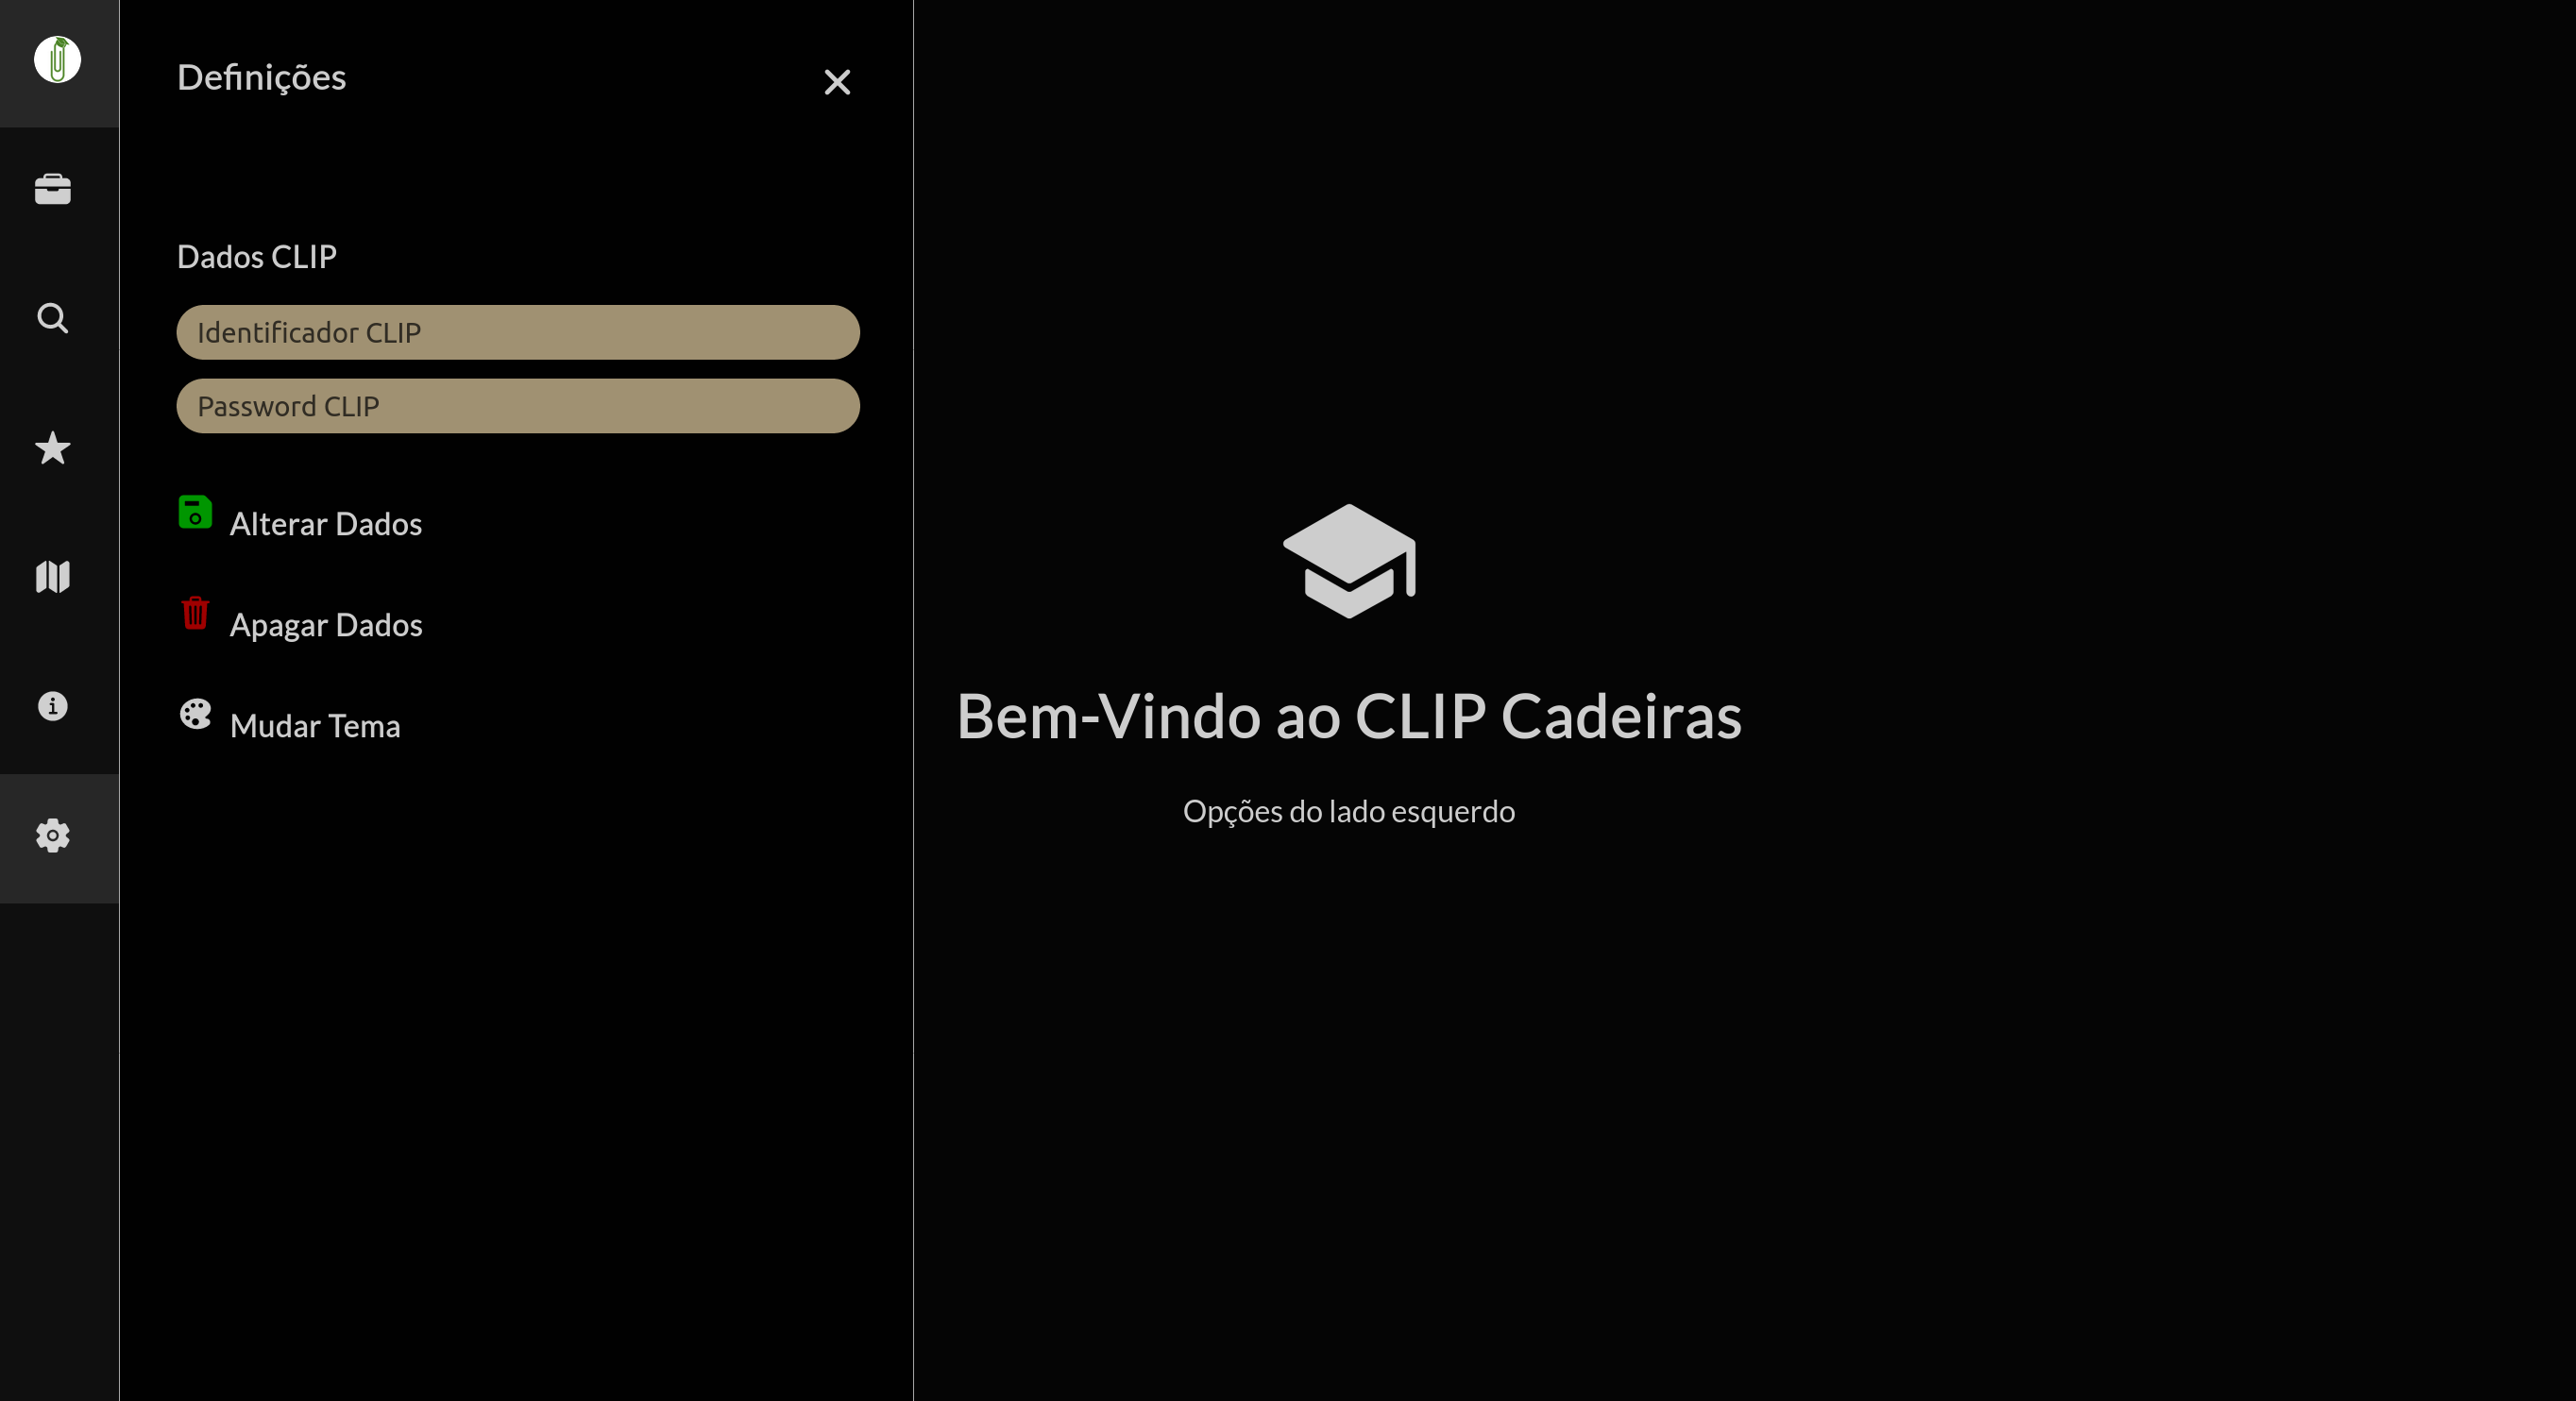 Definições
Dados CLIP
Identificador CLIP
Password CLIP
Alterar Dados
Apagar Dados
Mudar Tema
Bem-Vindo ao CLIP Cadeiras
Opções do lado esquerdo